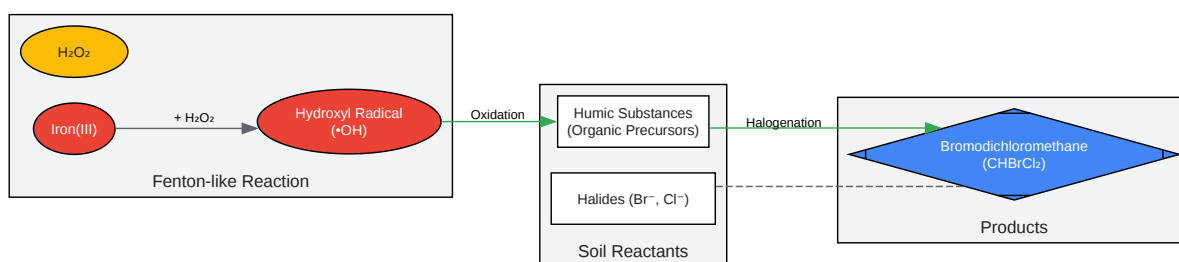 H₂O₂
Iron(III)
+ H₂O₂
Hydroxyl Radical
(•OH)
Fenton-like Reaction
Oxidation
Humic Substances
(Organic Precursors)
Halides (Br⁻, Cl⁻)
Soil Reactants
Halogenation
Bromodichloromethane
(CHBrCl₂)
Products